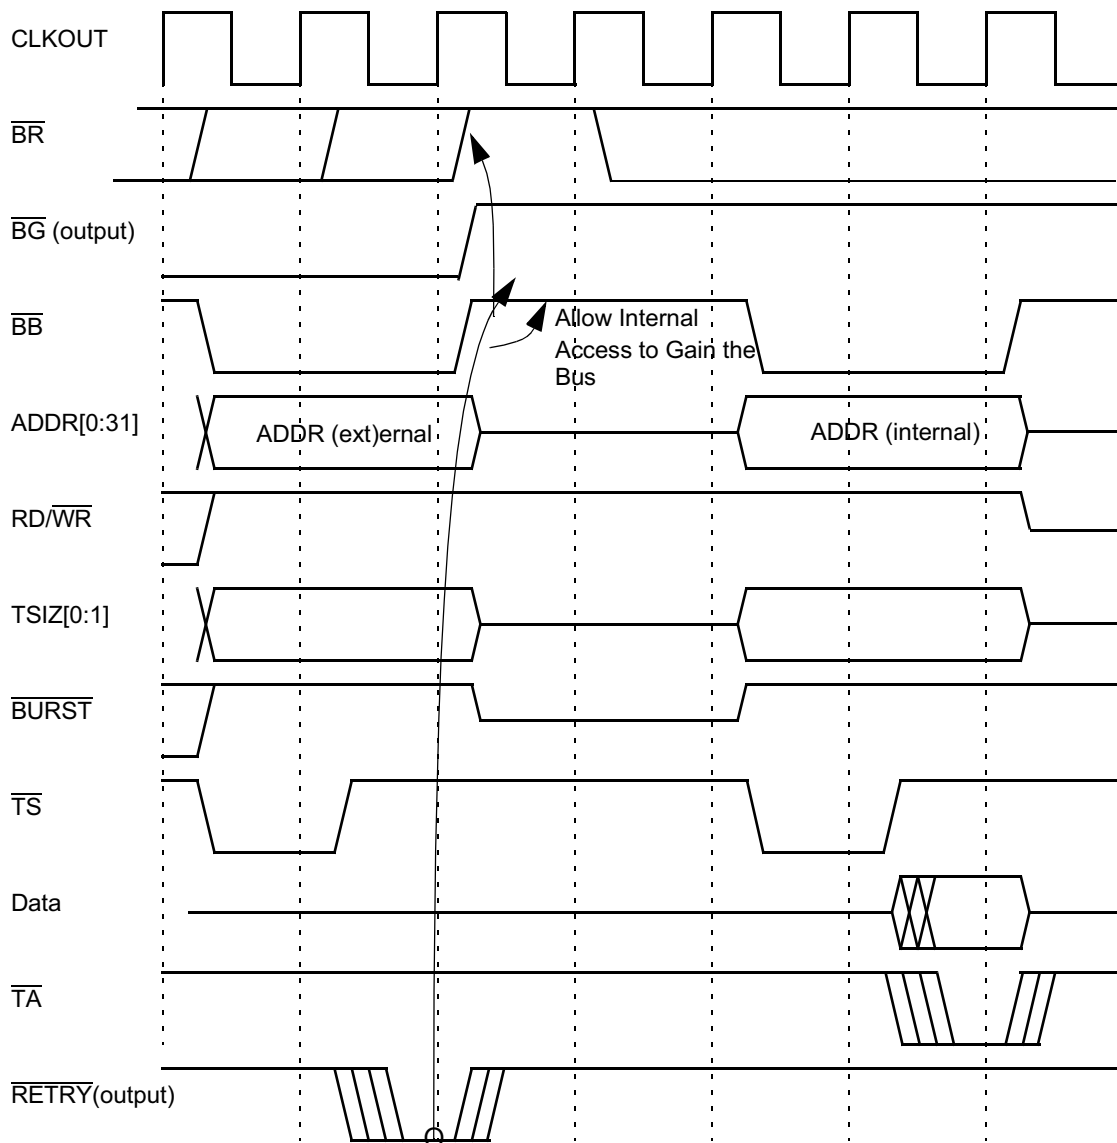 CLKOUT
BR
BG (output)
BB
Allow Internal
Access to Gain the
Bus
ADDR[0:31]
ADDR (ext)ernal
ADDR (internal)
RD/WR
TSIZ[0:1]
BURST
TS
Data
TA
RETRY(output)